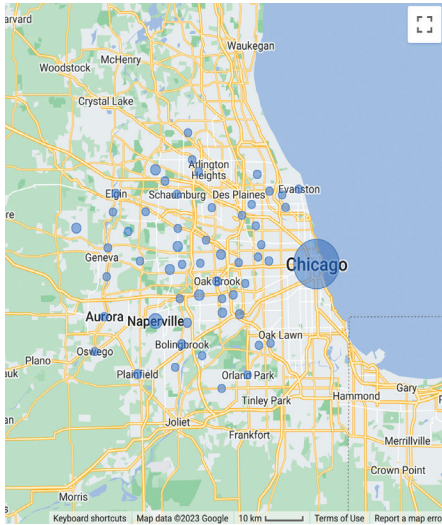 arvard
Waukegan
McHenry
Woodstock
Crystal Lake
Arlington
Heights
Evanston
Elgin
Schaumburg
Des Plaines
re
Geneva
Chicago
Oak Brook
Aurora
Naperville
Oak Lawn
Bolingbrook
Oswego
Plano
auk
Plainfield
Orland Park
Gary
Hammond
Tinley Park
an
Joliet
Frankfort
Merrillville
Crown Point
Morris
Keyboard shortcuts
Map data ©2023 Google
10 km
Terms of Use
Report a map erro